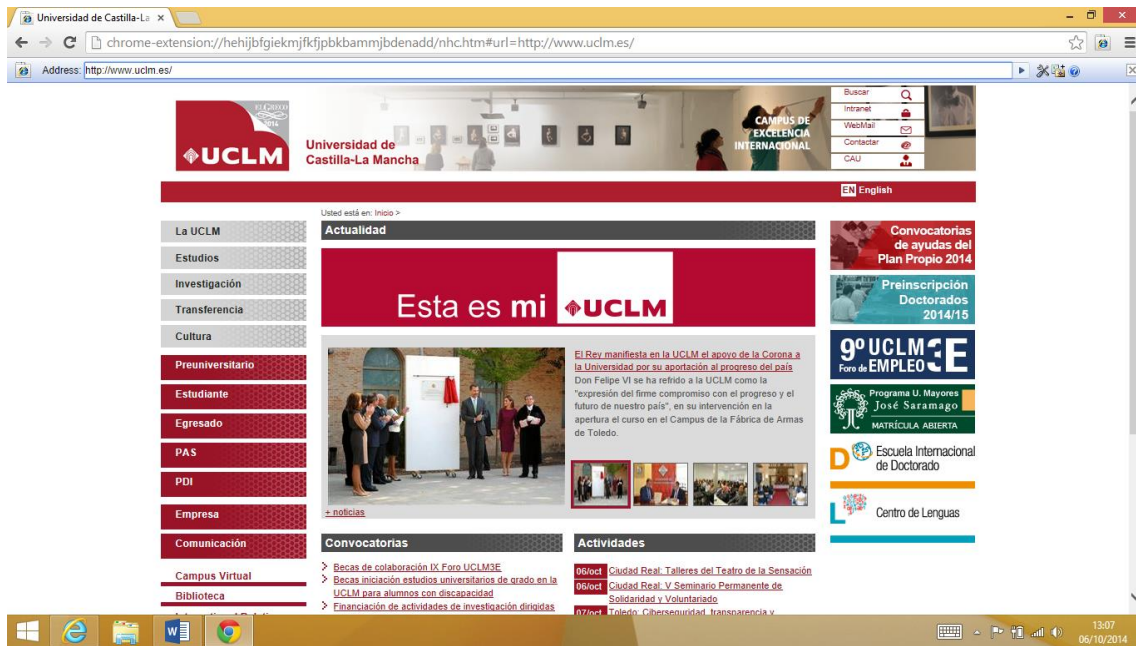 Universidad de Castilla-La
chrome-extension://hehijbfgiekmjfkfjpbkbammjbdenadd/nhc.htm#url=http://www.uclm.es/
Address: http://www.uclm.es/
EL GRECO
2014
UCLM
Universidad de
Castilla-La Mancha
CAMPUS DE
EXCELENCIA
INTERNACIONAL
Buscar
Intranet
WebMail
Contactar
CAU
EN English
Usted está en: Inicio >
La UCLM
Estudios
Investigación
Transferencia
Cultura
Preuniversitario
Estudiante
Egresado
PAS
PDI
Empresa
Comunicación
Campus Virtual
Biblioteca
Actualidad
Esta es mi UCLM
El Rey manifiesta en la UCLM el apoyo de la Corona a
la Universidad por su aportación al progreso del país
Don Felipe VI se ha refrido a la UCLM como la
"expresión del firme compromiso con el progreso y el
futuro de nuestro país", en su intervención en la
apertura el curso en el Campus de la Fábrica de Armas
de Toledo.
+ noticias
Convocatorias
Becas de colaboración IX Foro UCLM3E
Becas iniciación estudios universitarios de grado en la
UCLM para alumnos con discapacidad
Financiación de actividades de investigación dirigidas
Actividades
06/oct Ciudad Real: Talleres del Teatro de la Sensación
06/oct Ciudad Real: V Seminario Permanente de
Solidaridad y Voluntariado
07/oct Toledo: Ciberseguridad, transparencia y
Convocatorias
de ayudas del
Plan Propio 2014
Preinscripción
Doctorados
2014/15
9º UCLM3E
Foro de EMPLEO
Programa U. Mayores
José Saramago
MATRÍCULA ABIERTA
Escuela Internacional
de Doctorado
Centro de Lenguas
13:07
06/10/2014